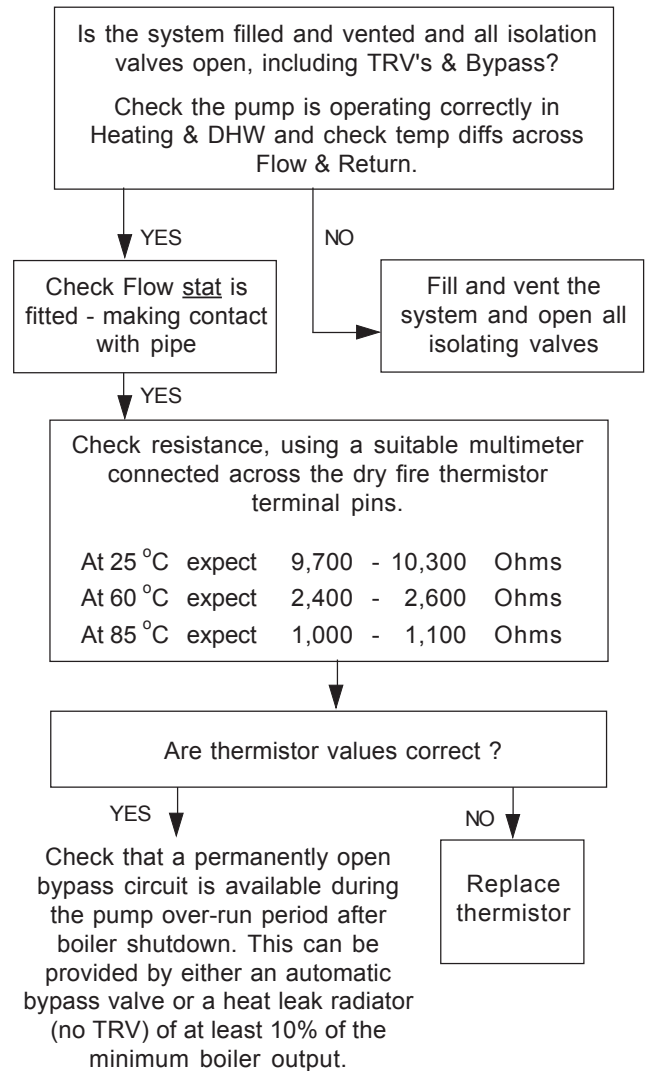 Is the system filled and vented and all isolation
valves open, including TRV's & Bypass?
Check the pump is operating correctly in
Heating & DHW and check temp diffs across
Flow & Return.
YES
NO
Check Flow stat is
fitted - making contact
with pipe
Fill and vent the
system and open all
isolating valves
YES
Check resistance, using a suitable multimeter
connected across the dry fire thermistor
terminal pins.
At 25 °C expect 9,700 - 10,300 Ohms
At 60 °C expect 2,400 - 2,600 Ohms
At 85 °C expect 1,000 - 1,100 Ohms
Are thermistor values correct ?
YES
NO
Check that a permanently open
bypass circuit is available during
the pump over-run period after
boiler shutdown. This can be
provided by either an automatic
bypass valve or a heat leak radiator
(no TRV) of at least 10% of the
minimum boiler output.
Replace
thermistor